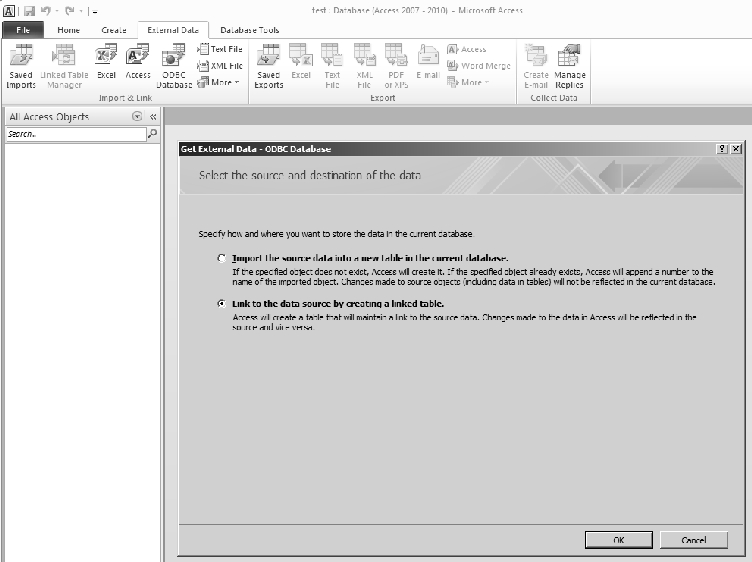 test : Database (Access 2007 - 2010) - Microsoft Access
File Home Create External Data Database Tools
Saved Imports
Linked Table Manager
Excel
Access
ODBC Database
Text File
XML File
More
Import & Link
Saved Exports
Excel
Text File
XML File
PDF or XPS
E-mail
Access
Word Merge
More
Export
Create E-mail
Manage Replies
Collect Data
All Access Objects
Search..
Get External Data - ODBC Database
Select the source and destination of the data
Specify how and where you want to store the data in the current database.
Import the source data into a new table in the current database.
If the specified object does not exist, Access will create it. If the specified object already exists, Access will append a number to the
name of the imported object. Changes made to source objects (including data in tables) will not be reflected in the current database.
Link to the data source by creating a linked table.
Access will create a table that will maintain a link to the source data. Changes made to the data in Access will be reflected in the
source and vice versa.
OK Cancel